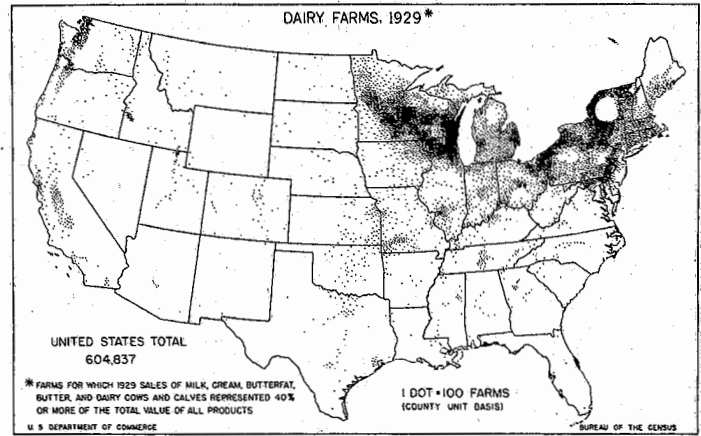 DAIRY FARMS, 1929*
UNITED STATES TOTAL
604,837
* FARMS FOR WHICH 1929 SALES OF MILK, CREAM, BUTTERFAT,
BUTTER, AND DAIRY COWS AND CALVES REPRESENTED 40%
OR MORE OF THE TOTAL VALUE OF ALL PRODUCTS
1 DOT = 100 FARMS
(COUNTY UNIT BASIS)
U S DEPARTMENT OF COMMERCE
BUREAU OF THE CENSUS